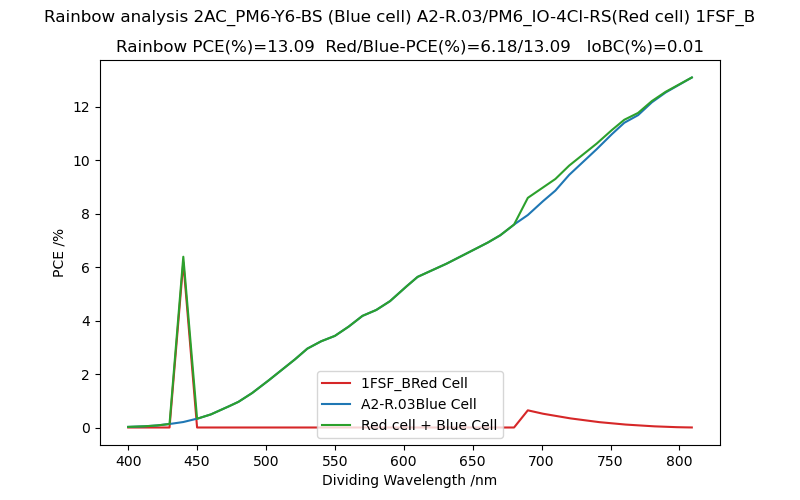 Rainbow analysis 2AC_PM6-Y6-BS (Blue cell) A2-R.03/PM6_IO-4Cl-RS(Red cell) 1FSF_B
Rainbow PCE(%)=13.09  Red/Blue-PCE(%)=6.18/13.09   IoBC(%)=0.01
12
10
8
6
4
2
0
PCE /%
1FSF_BRed Cell
A2-R.03Blue Cell
Red cell + Blue Cell
400 450 500 550 600 650 700 750 800
Dividing Wavelength /nm